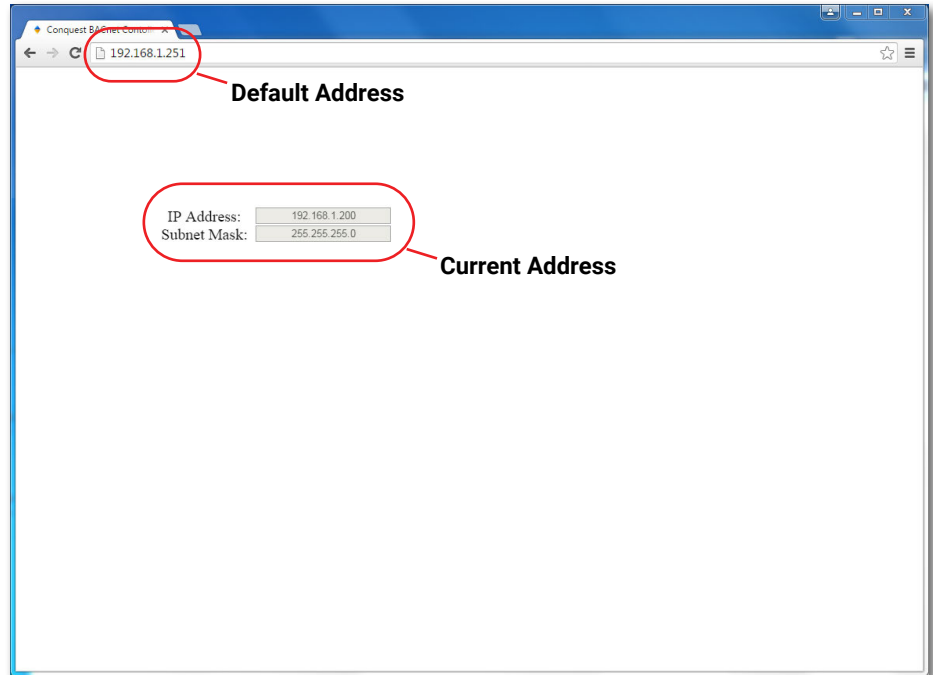 Conquest BACnet Conto
192.168.1.251
Default Address
IP Address: 192.168.1.200
Subnet Mask: 255.255.255.0
Current Address